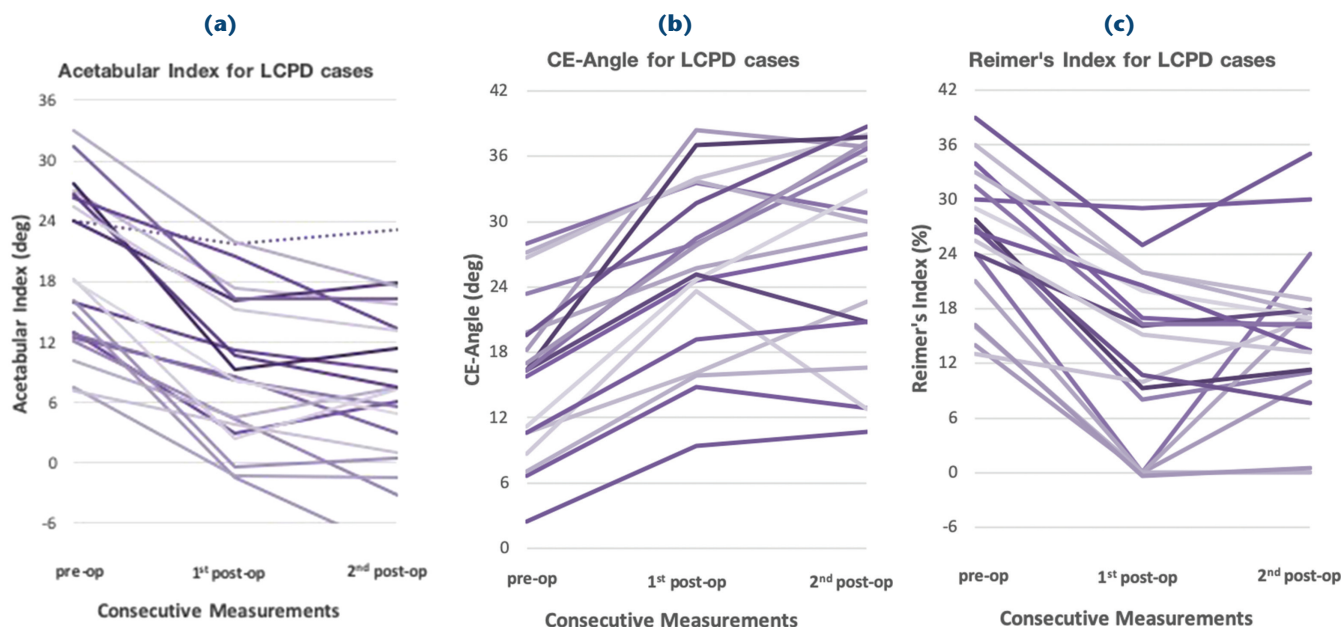 (a)
Acetabular Index for LCPD cases
36
30
24
18
12
6
0
-6
Acetabular Index (deg)
pre-op 1st post-op 2nd post-op
Consecutive Measurements
(b)
CE-Angle for LCPD cases
42
36
30
24
18
12
6
0
CE-Angle (deg)
pre-op 1st post-op 2nd post-op
Consecutive Measurements
(c)
Reimer's Index for LCPD cases
42
36
30
24
18
12
6
0
-6
Reimer's Index (%)
pre-op 1st post-op 2nd post-op
Consecutive Measurements